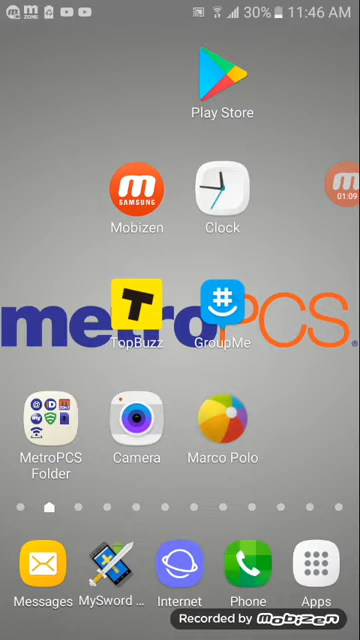 m
ZONE
30%
11:46 AM
Play Store
m
SAMSUNG
Mobizen
Clock
m
01:09
metroPCS.
T
TopBuzz
#
GroupMe
MetroPCS
Folder
Camera
Marco Polo
Messages
MySword ...
Internet
Phone
Apps
Recorded by Mobizen